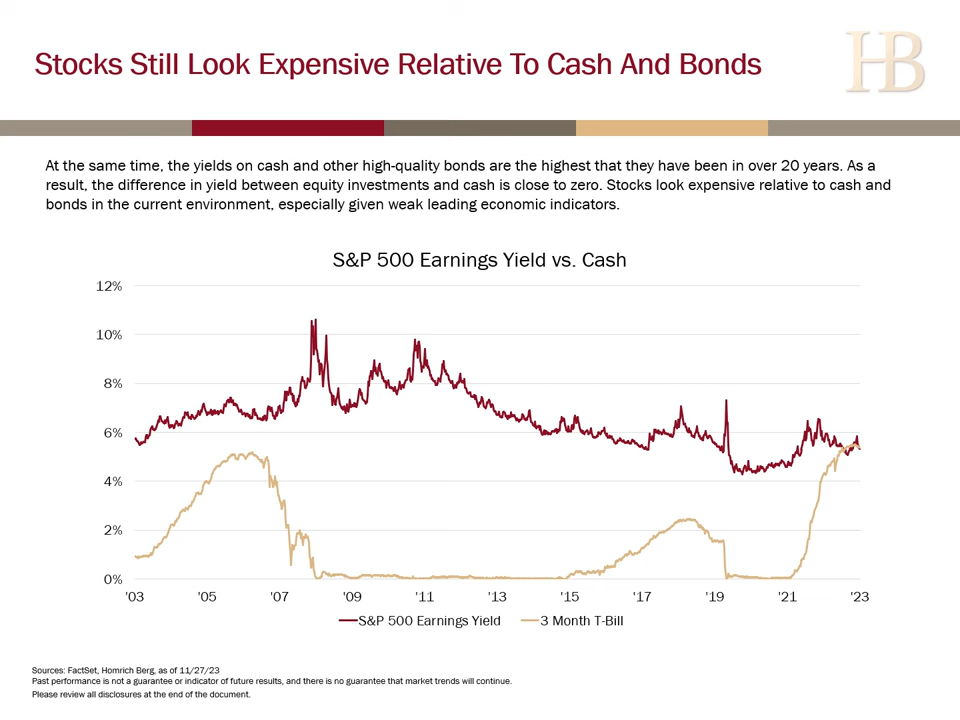 Stocks Still Look Expensive Relative To Cash And Bonds
HB
At the same time, the yields on cash and other high-quality bonds are the highest that they have been in over 20 years. As a
result, the difference in yield between equity investments and cash is close to zero. Stocks look expensive relative to cash and
bonds in the current environment, especially given weak leading economic indicators.
S&P 500 Earnings Yield vs. Cash
12%
10%
8%
6%
4%
2%
0%
'03 '05 '07 '09 '11 '13 '15 '17 '19 '21 '23
S&P 500 Earnings Yield 3 Month T-Bill
Sources: FactSet, Homrich Berg, as of 11/27/23
Past performance is not a guarantee or indicator of future results, and there is no guarantee that market trends will continue.
Please review all disclosures at the end of the document.